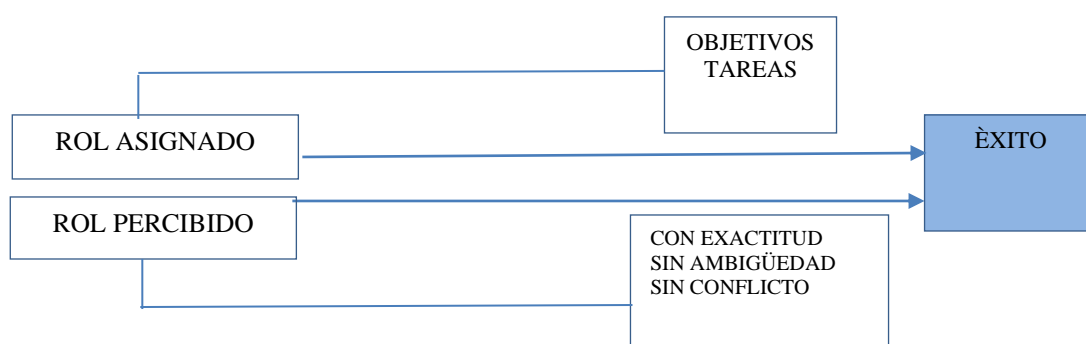 OBJETIVOS
TAREAS
ROL ASIGNADO
ÈXITO
ROL PERCIBIDO
CON EXACTITUD
SIN AMBIGÜEDAD
SIN CONFLICTO